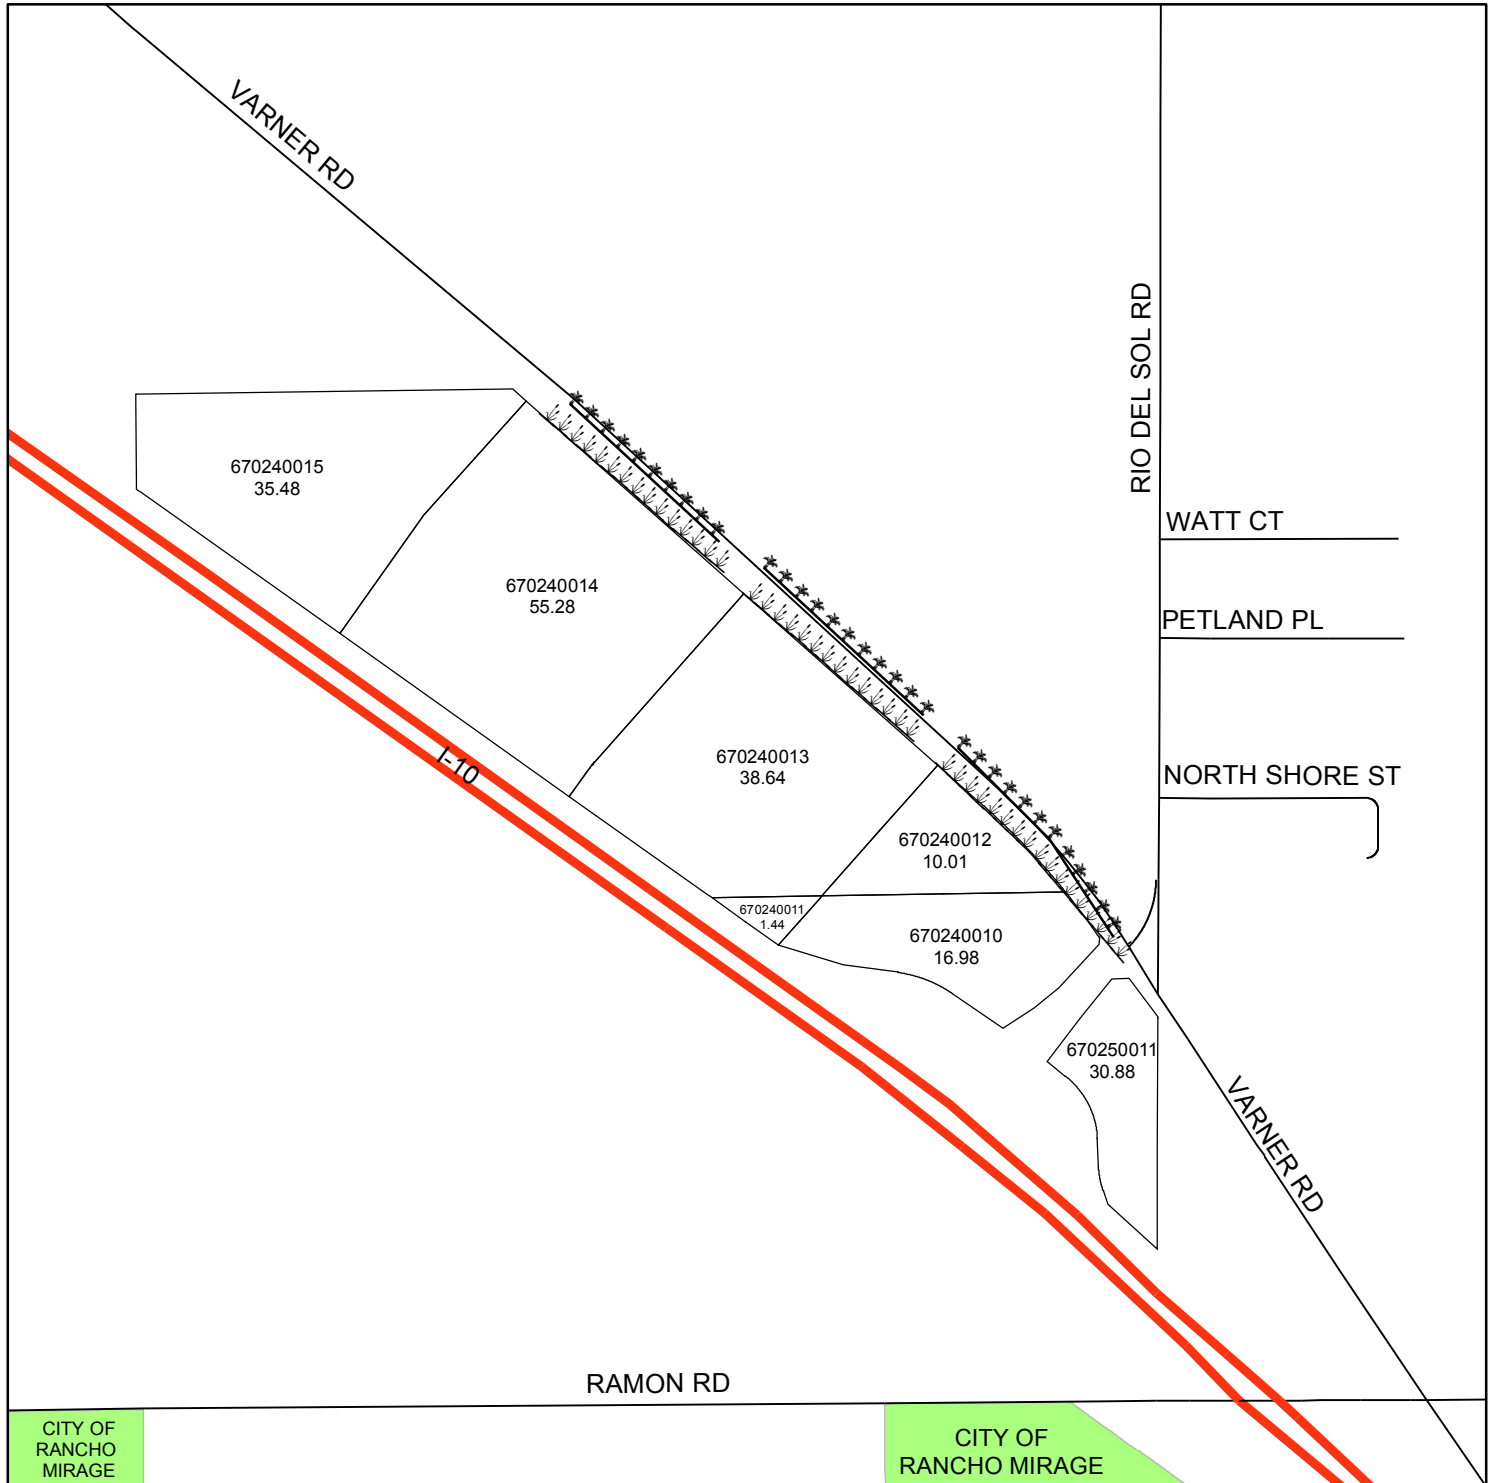 VARNER RD
RIO DEL SOL RD
670240015
35.48
WATT CT
670240014
55.28
PETLAND PL
670240013
38.64
I-10
NORTH SHORE ST
670240012
10.01
670240011
1.44
670240010
16.98
670250011
30.88
VARNER RD
RAMON RD
CITY OF
RANCHO
MIRAGE
CITY OF
RANCHO MIRAGE